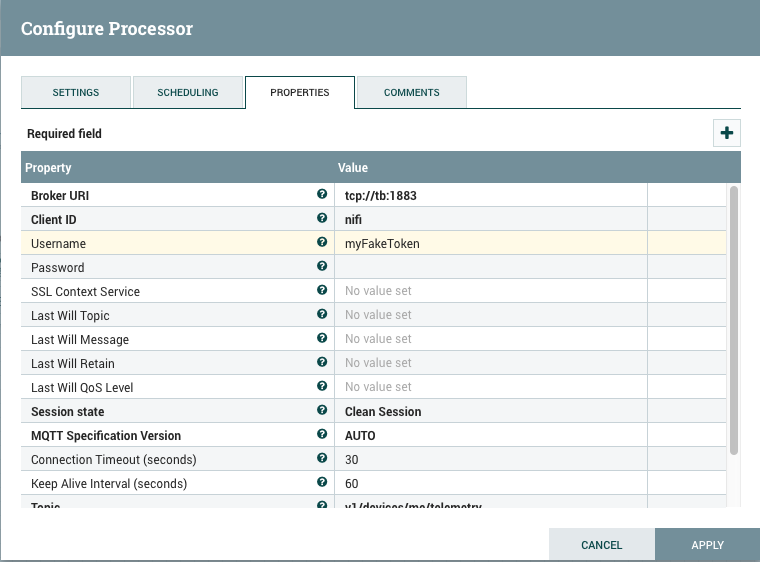 Configure Processor
SETTINGS SCHEDULING PROPERTIES COMMENTS
Required field
Property Value
Broker URI tcp://tb:1883
Client ID nifi
Username myFakeToken
Password
SSL Context Service No value set
Last Will Topic No value set
Last Will Message No value set
Last Will Retain No value set
Last Will QoS Level No value set
Session state Clean Session
MQTT Specification Version AUTO
Connection Timeout (seconds) 30
Keep Alive Interval (seconds) 60
Topic v1/devices/me/telemetry
CANCEL APPLY